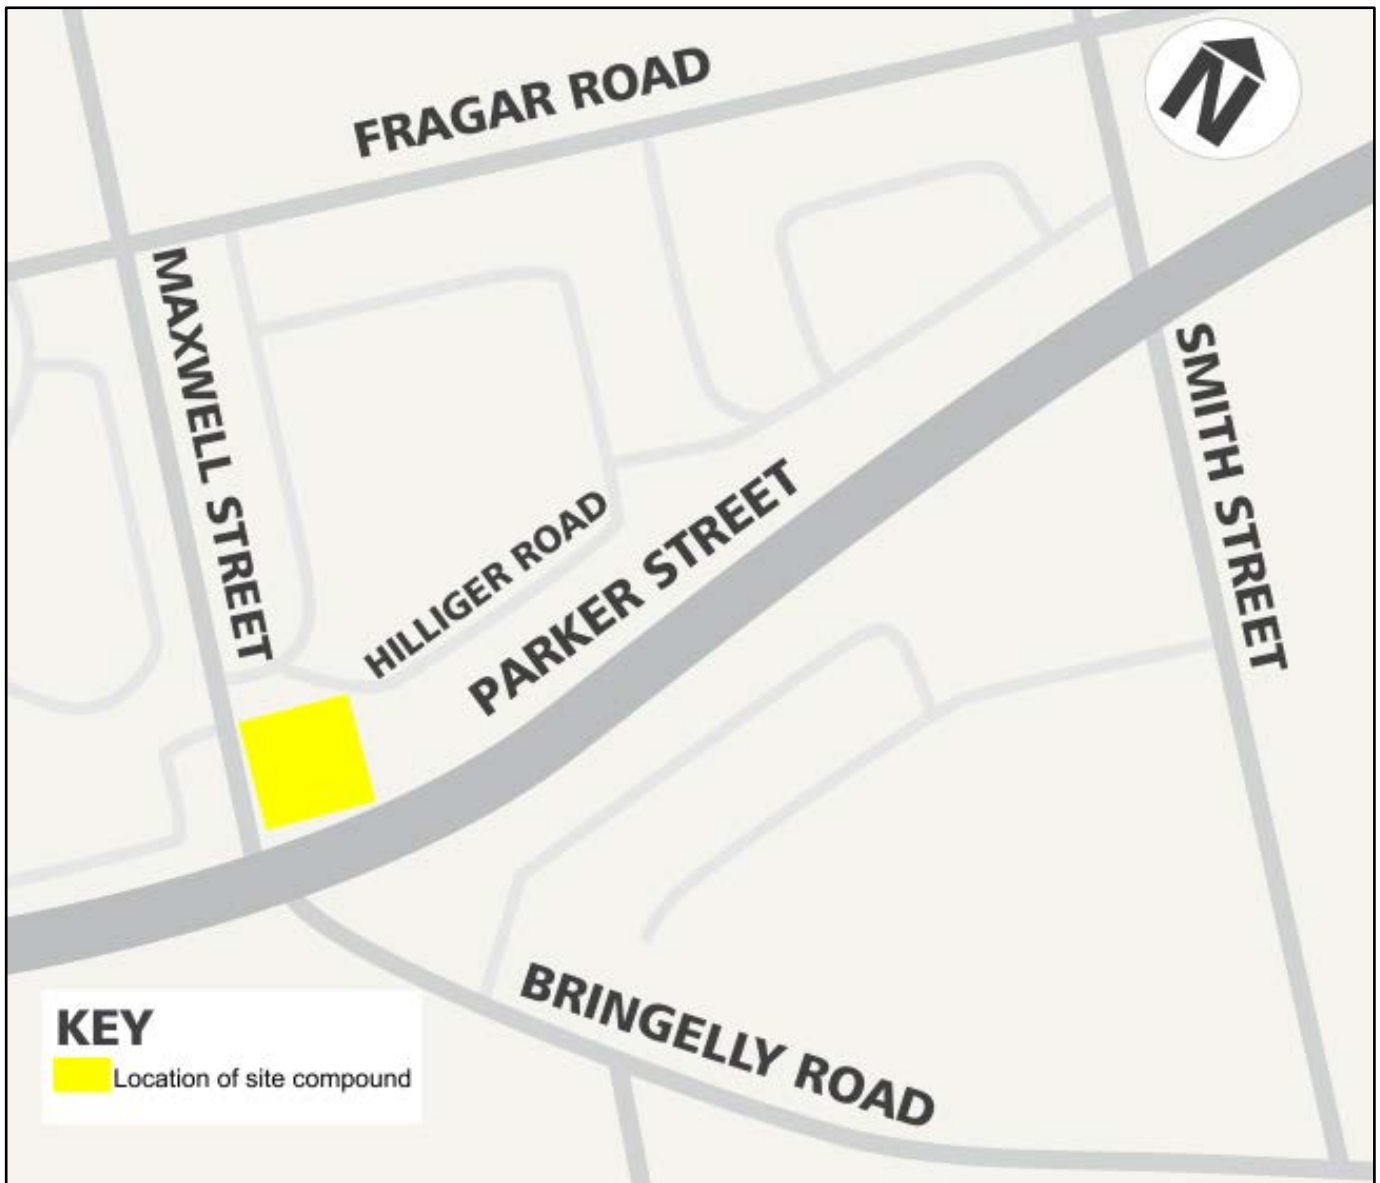 FRAGAR ROAD
N
MAXWELL STREET
SMITH STREET
HILLIGER ROAD
PARKER STREET
BRINGELLY ROAD
KEY
Location of site compound